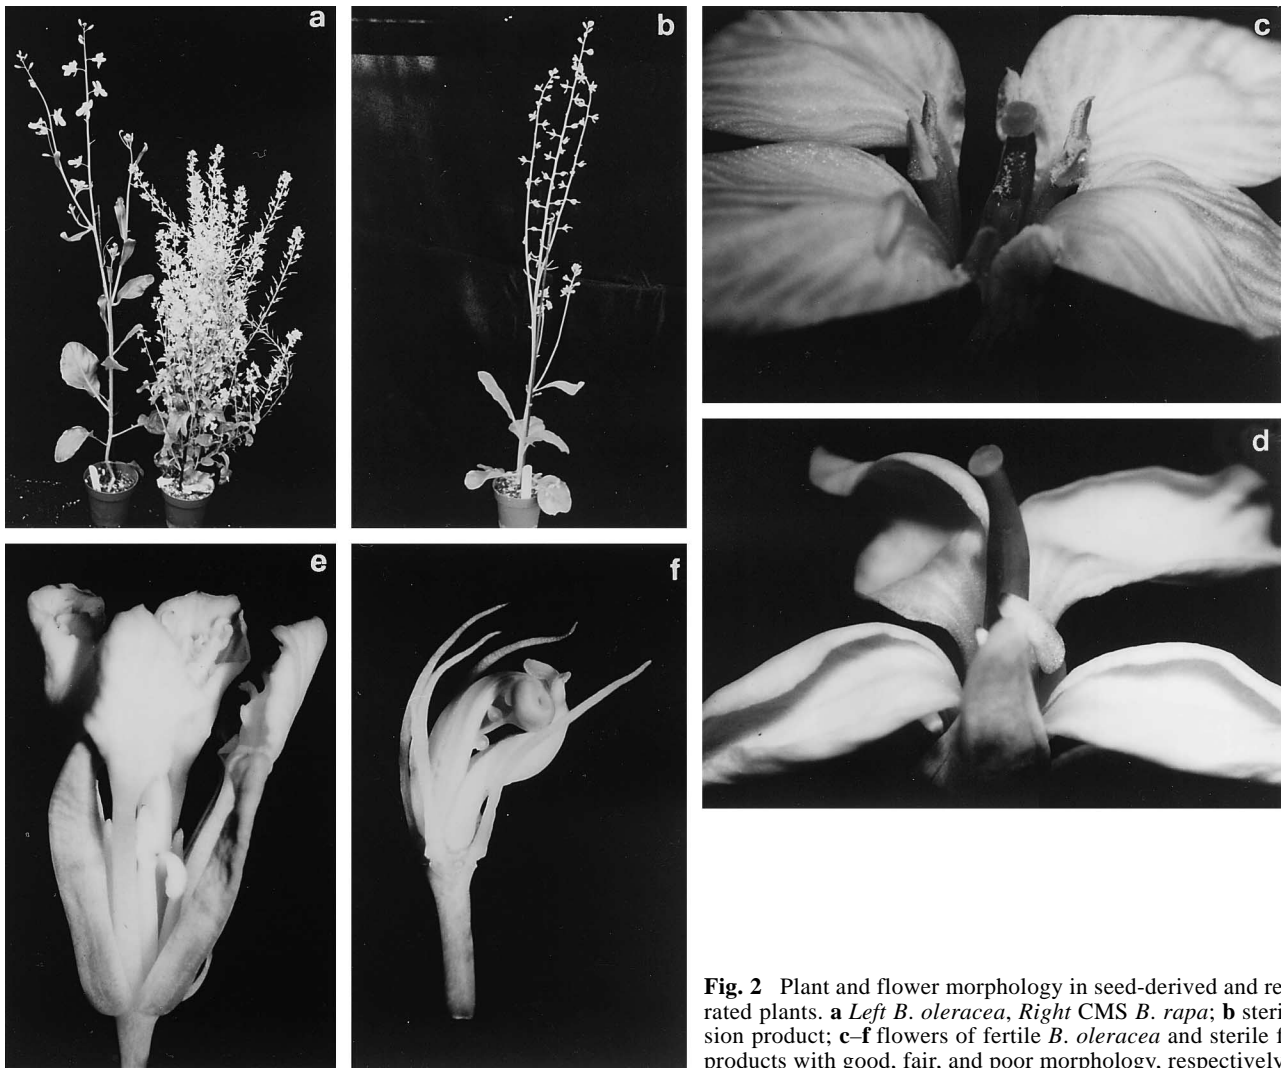 a
b
c
d
e
f
Fig. 2 Plant and flower morphology in seed-derived and re
rated plants. a Left B. oleracea, Right CMS B. rapa; b steri
sion product; c–f flowers of fertile B. oleracea and sterile f
products with good, fair, and poor morphology, respectively